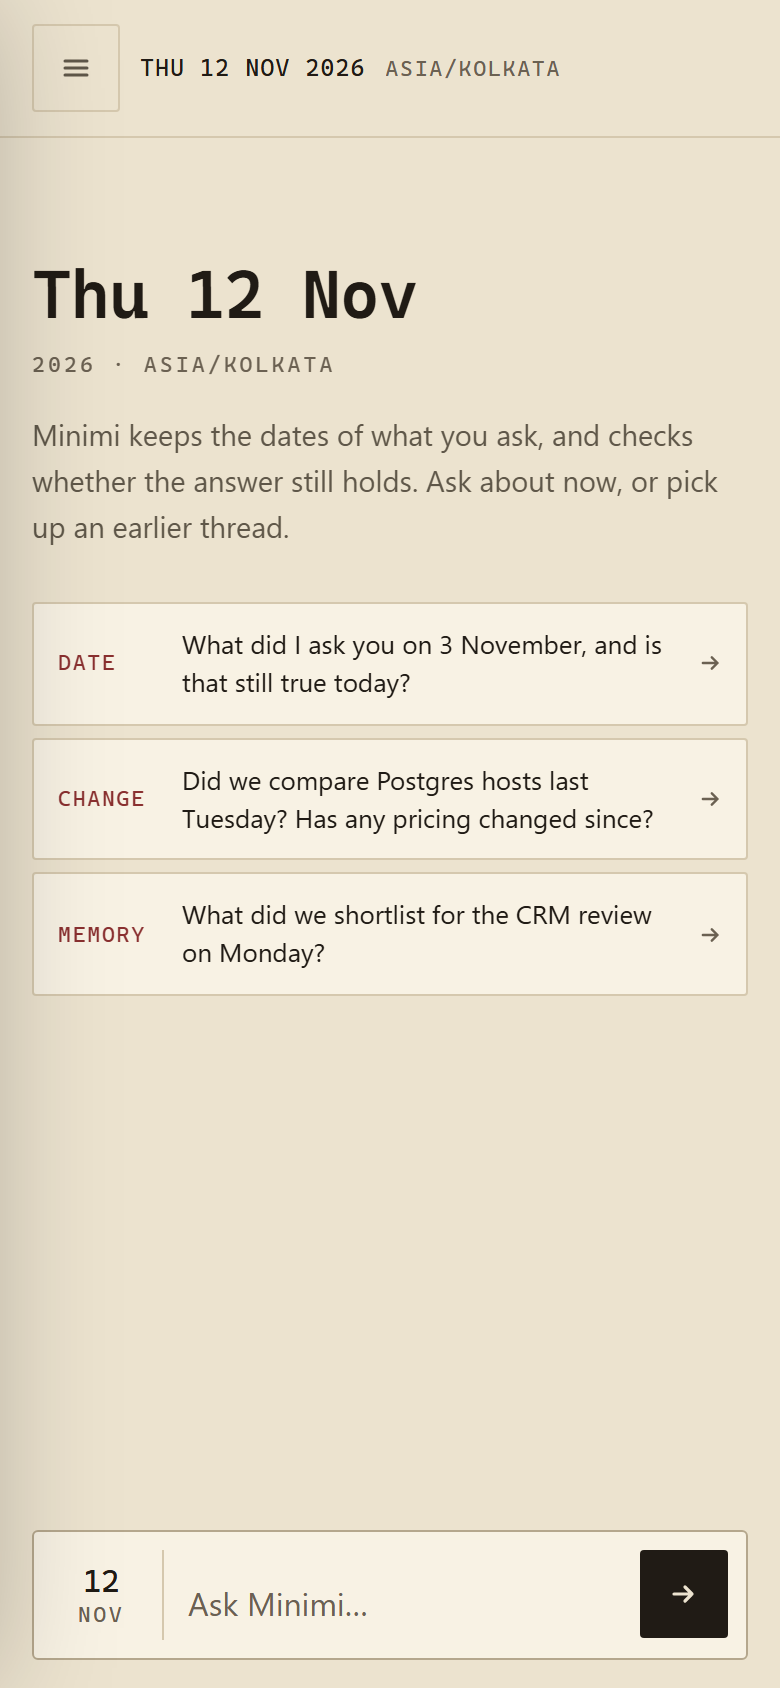 THU 12 NOV 2026 ASIA/KOLKATA
Thu 12 Nov
2026 · ASIA/KOLKATA
Minimi keeps the dates of what you ask, and checks
whether the answer still holds. Ask about now, or pick
up an earlier thread.
DATE
What did I ask you on 3 November, and is
that still true today?
CHANGE
Did we compare Postgres hosts last
Tuesday? Has any pricing changed since?
MEMORY
What did we shortlist for the CRM review
on Monday?
12
NOV
Ask Minimi...